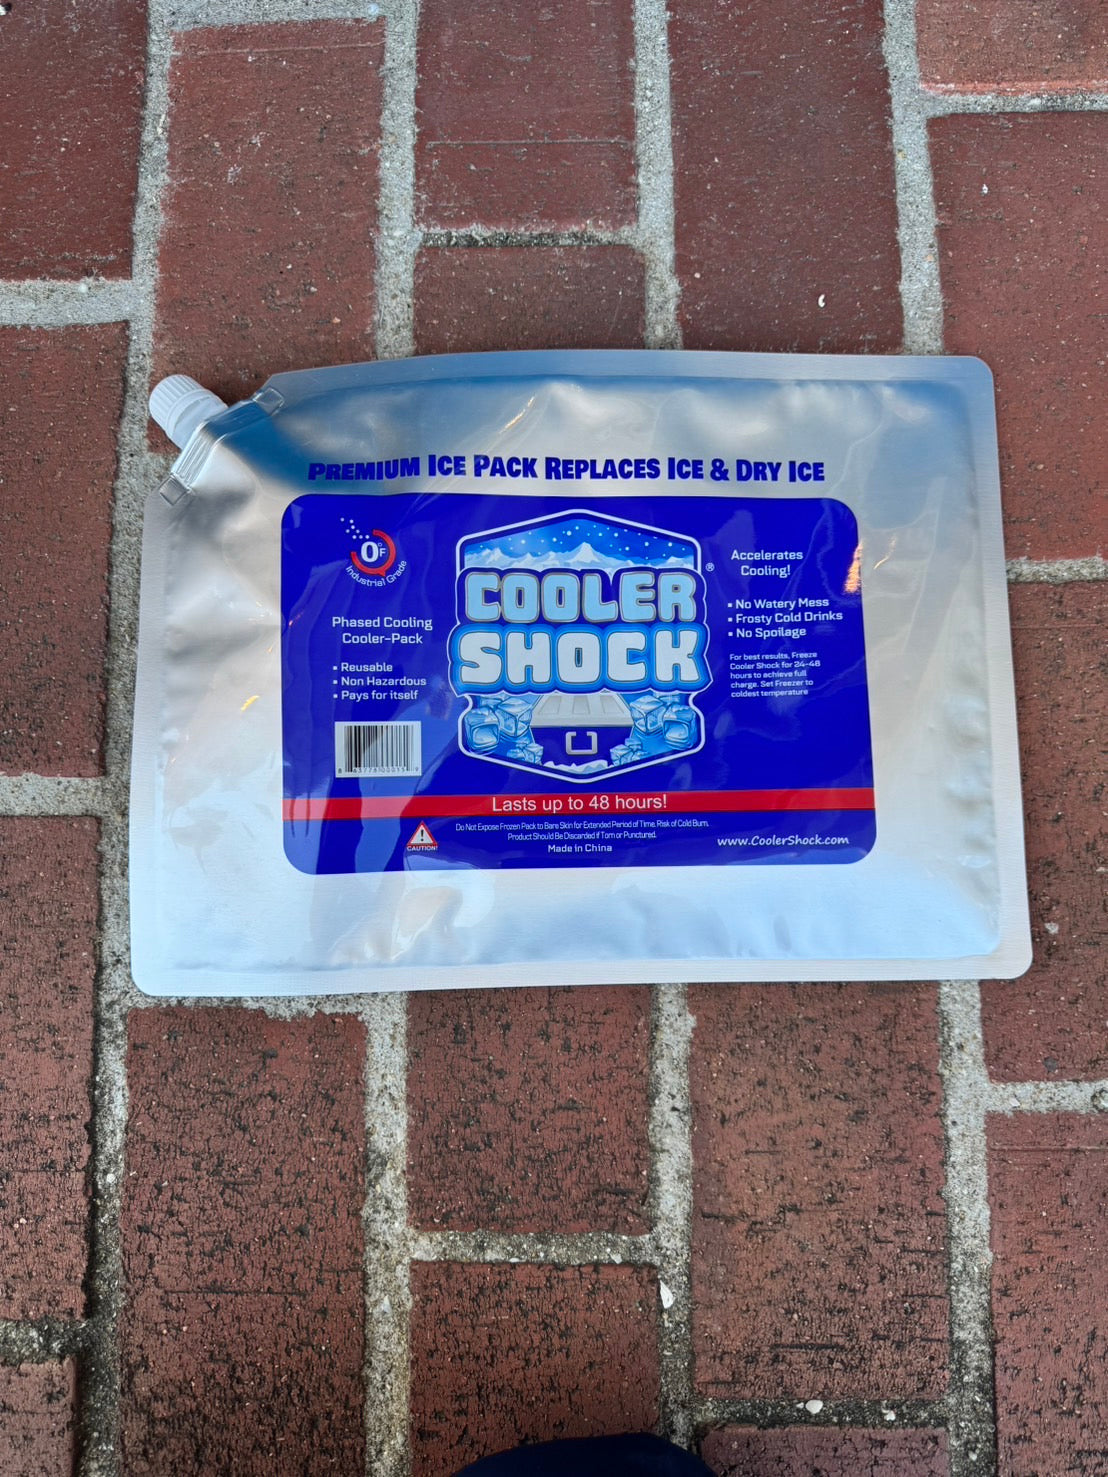 PREMIUM ICE PACK REPLACES ICE & DRY ICE
0°F
Industrial Grade
Phased Cooling
Cooler-Pack
▪ Reusable
▪ Non Hazardous
▪ Pays for itself
COOLER
SHOCK
®
Accelerates
Cooling!
▪ No Watery Mess
▪ Frosty Cold Drinks
▪ No Spoilage
For best results, Freeze
Cooler Shock for 24-48
hours to achieve full
charge. Set Freezer to
coldest temperature
Lasts up to 48 hours!
CAUTION!
Do Not Expose Frozen Pack to Bare Skin for Extended Period of Time. Risk of Cold Burn.
Product Should Be Discarded if Torn or Punctured.
Made in China
www.CoolerShock.com